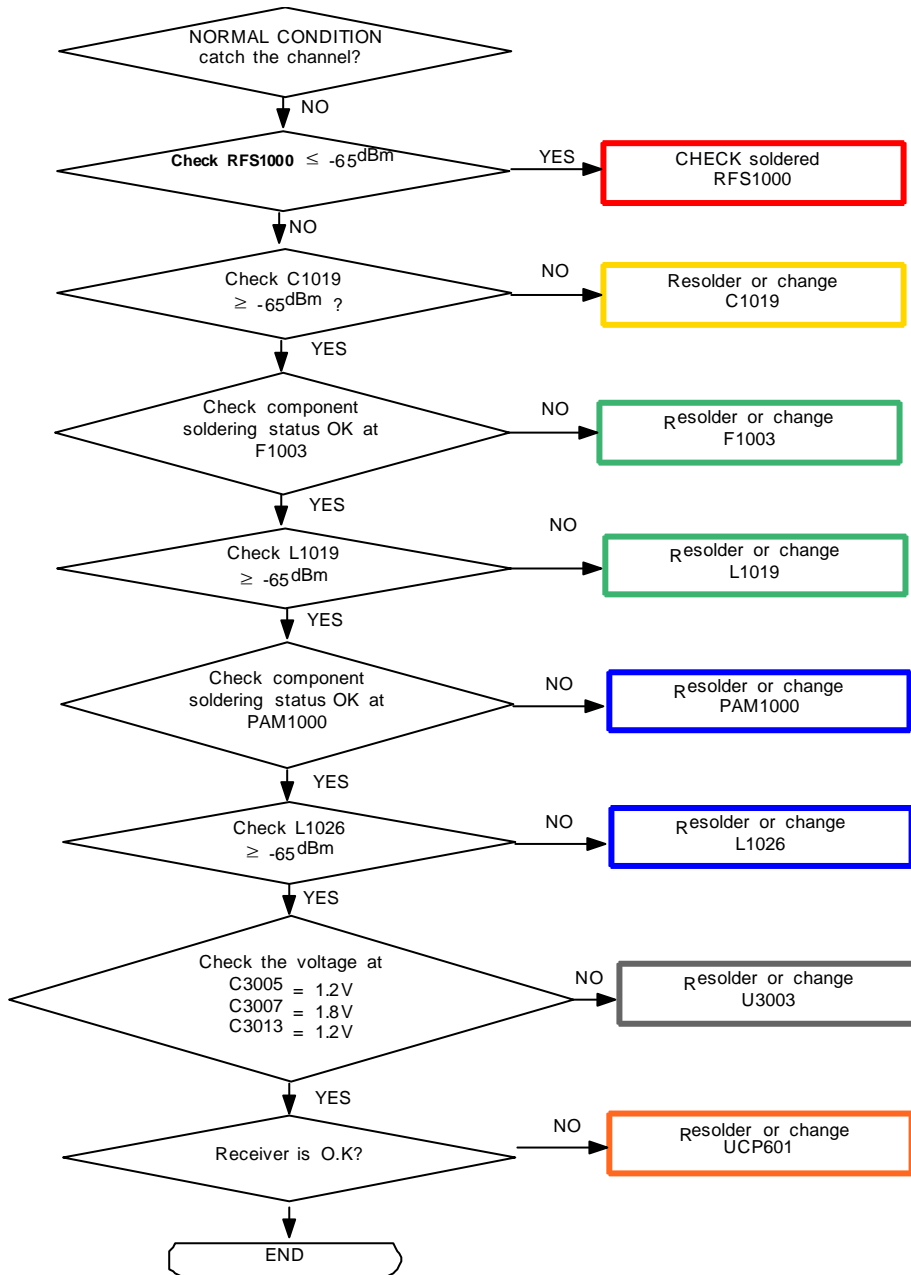 NORMAL CONDITION
catch the channel?
NO
Check RFS1000 ≤ -65dBm
YES
CHECK soldered
RFS1000
NO
Check C1019
≥ -65dBm ?
NO
Resolder or change
C1019
YES
Check component
soldering status OK at
F1003
NO
Resolder or change
F1003
YES
Check L1019
≥ -65dBm
NO
Resolder or change
L1019
YES
Check component
soldering status OK at
PAM1000
NO
Resolder or change
PAM1000
YES
Check L1026
≥ -65dBm
NO
Resolder or change
L1026
YES
Check the voltage at
C3005 = 1.2V
C3007 = 1.8V
C3013 = 1.2V
NO
Resolder or change
U3003
YES
Receiver is O.K?
NO
Resolder or change
UCP601
END